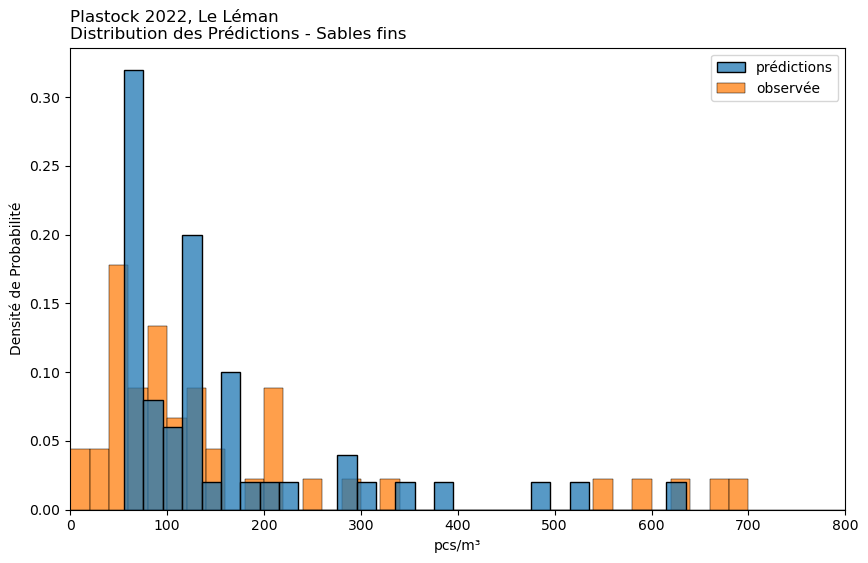 Plastock 2022, Le Léman
Distribution des Prédictions - Sables fins
prédictions
observée
Densité de Probabilité
0.30
0.25
0.20
0.15
0.10
0.05
0.00
0 100 200 300 400 500 600 700 800
pcs/m³